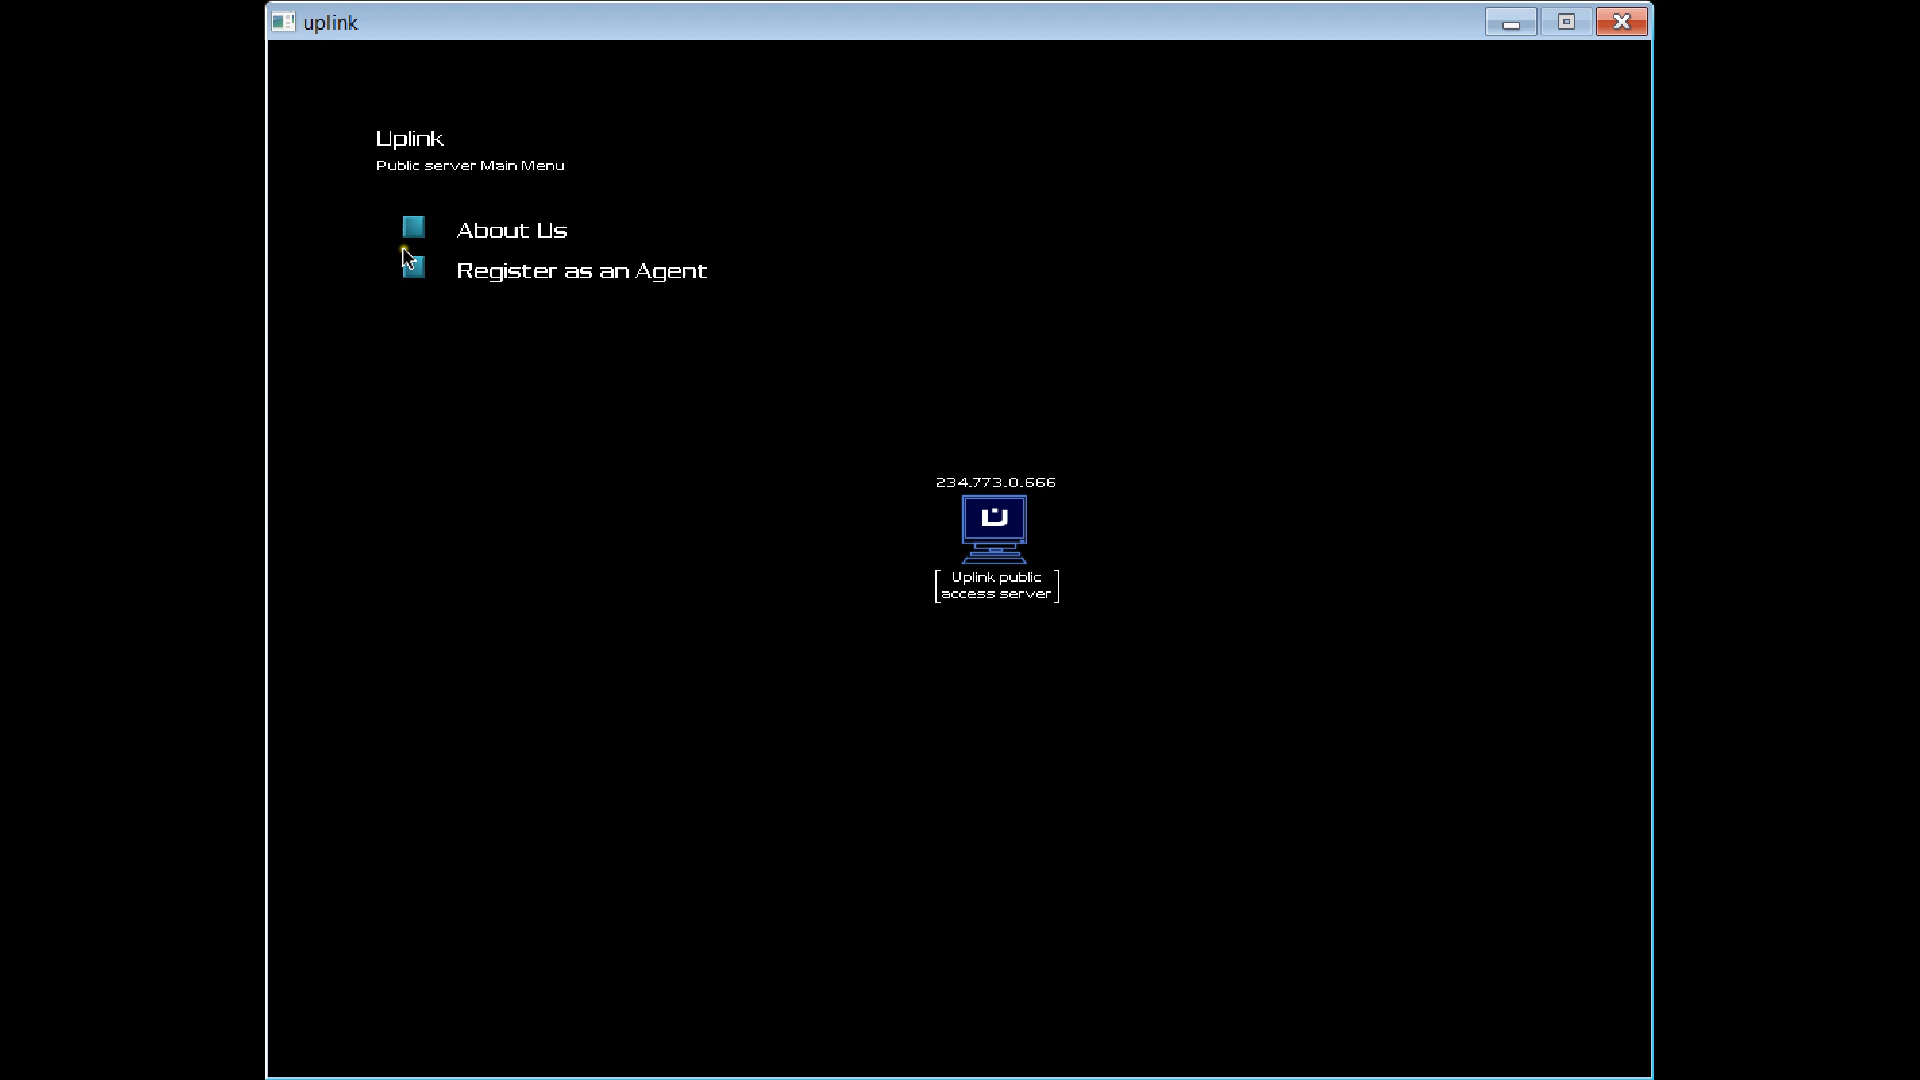 uplink
Uplink
Public server Main Menu
About Us
Register as an Agent
234.773.0.666
Uplink public
access server